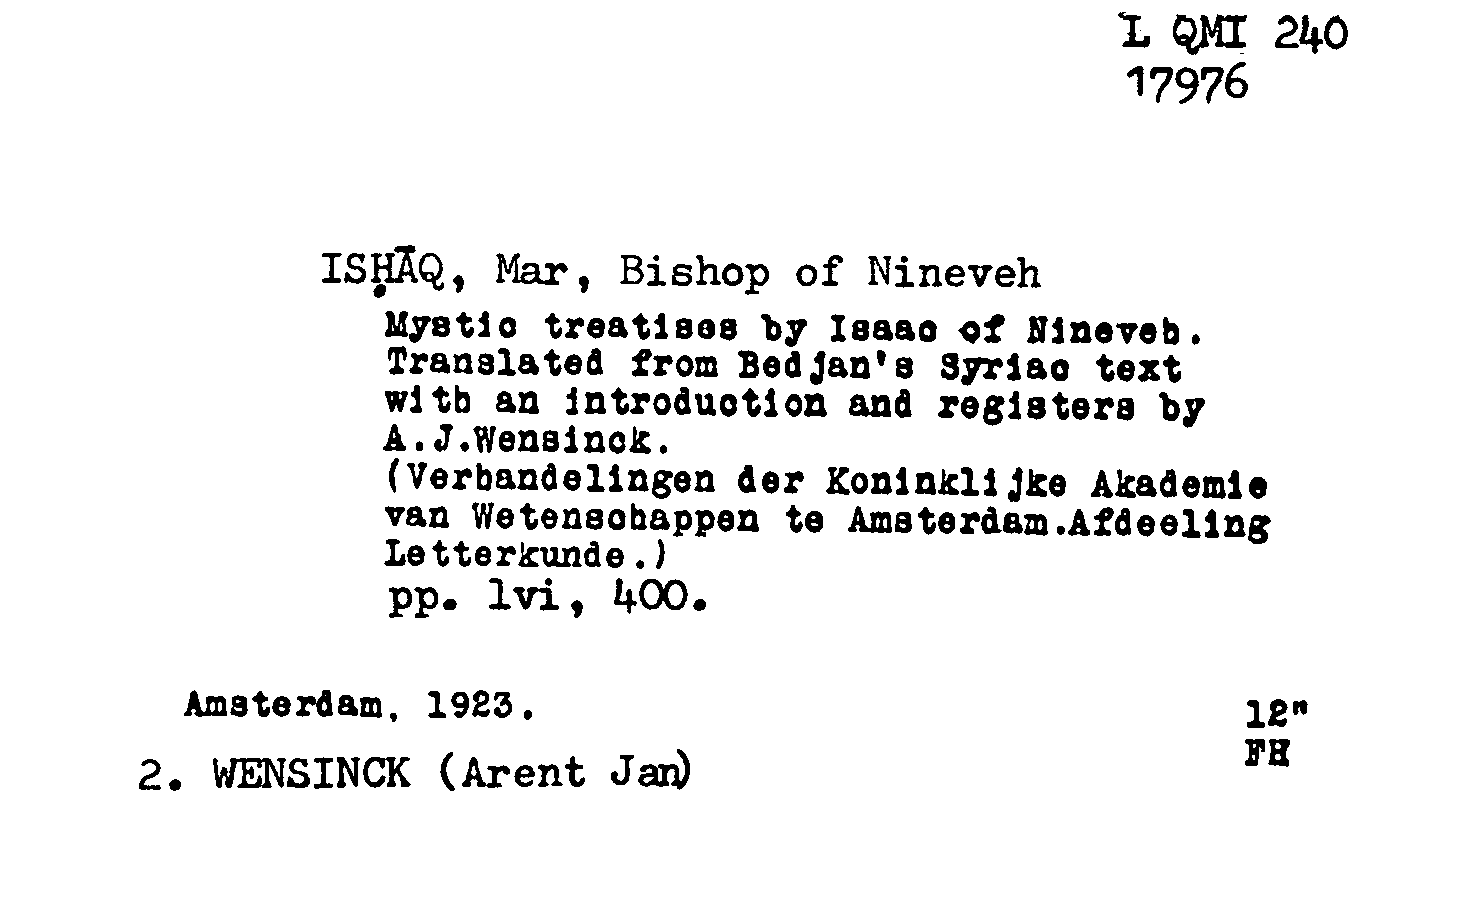 L QMI 240
17976
ISḤĀQ, Mar, Bishop of Nineveh
Mystic treatises by Isaac of Nineveh.
Translated from Bedjan's Syriac text
with an introduction and registers by
A.J.Wensinck.
(Verhandelingen der Koninklijke Akademie
van Wetenschappen te Amsterdam.Afdeeling
Letterkunde.)
pp. lvi, 400.
Amsterdam, 1923.
12"
FH
2. WENSINCK (Arent Jan)